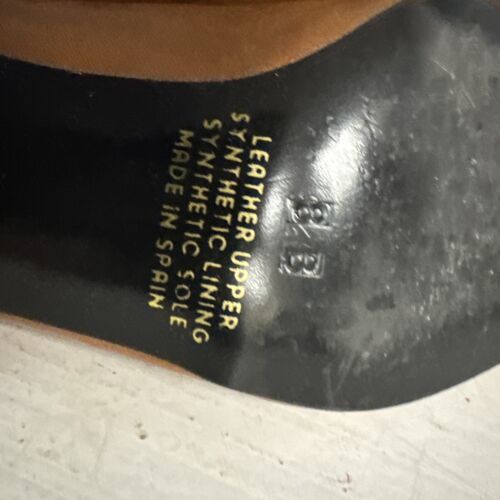 LEATHER UPPER
SYNTHETIC LINING
SYNTHETIC SOLE
MADE IN SPAIN
8 B